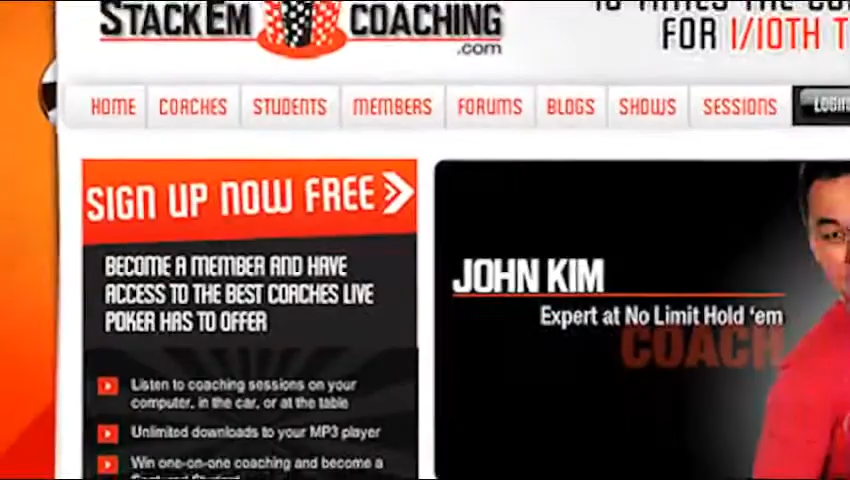 STACKEM COACHING
.com
FOR 1/10TH T
HOME COACHES STUDENTS MEMBERS FORUMS BLOGS SHOWS SESSIONS
SIGN UP NOW FREE
BECOME A MEMBER AND HAVE
ACCESS TO THE BEST COACHES LIVE
POKER HAS TO OFFER
Listen to coaching sessions on your
computer, in the car, or at the table
Unlimited downloads to your MP3 player
Win one-on-one coaching and become a
JOHN KIM
Expert at No Limit Hold 'em
COACH